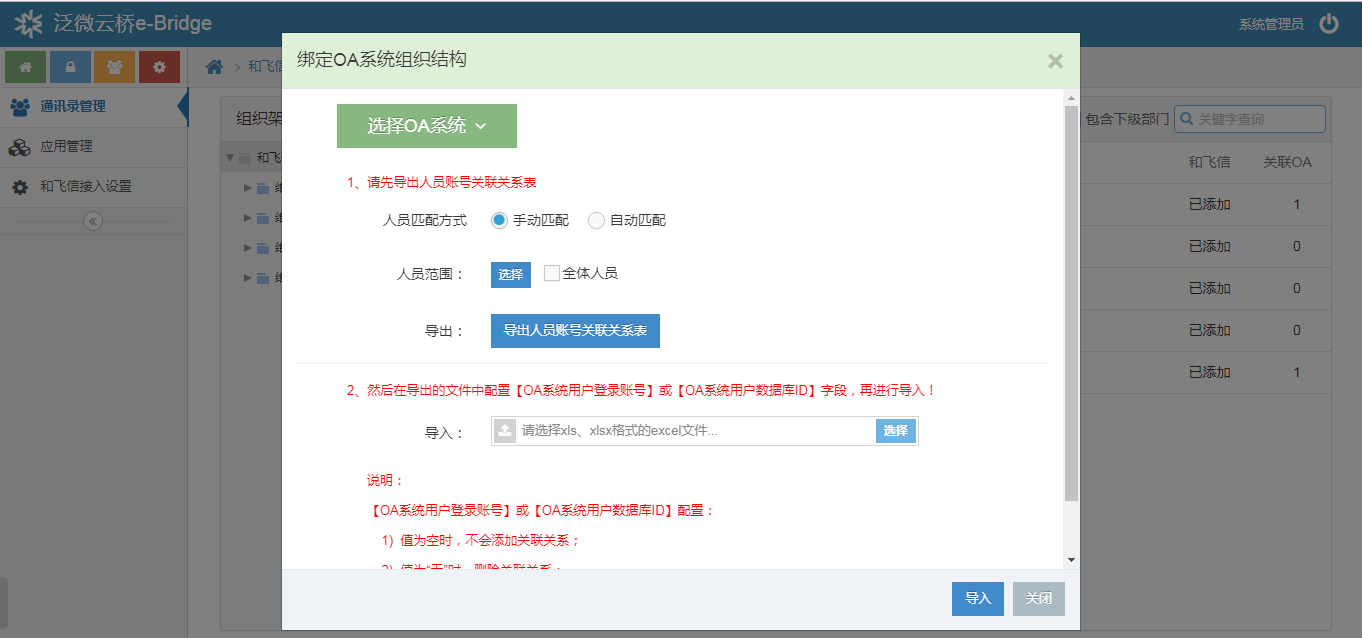 泛微云桥e-Bridge
系统管理员
绑定OA系统组织结构
和飞信
通讯录管理
应用管理
和飞信接入设置
组织架
和飞
包含下级部门 关键字查询
和飞信 关联OA
已添加 1
已添加 0
已添加 0
已添加 0
已添加 1
选择OA系统
1、请先导出人员账号关联关系表
人员匹配方式 手动匹配 自动匹配
人员范围： 选择 全体人员
导出： 导出人员账号关联关系表
2、然后在导出的文件中配置【OA系统用户登录账号】或【OA系统用户数据库ID】字段，再进行导入！
导入： 请选择xls、xlsx格式的excel文件... 选择
说明：
【OA系统用户登录账号】或【OA系统用户数据库ID】配置：
1) 值为空时，不会添加关联关系；
导入 关闭